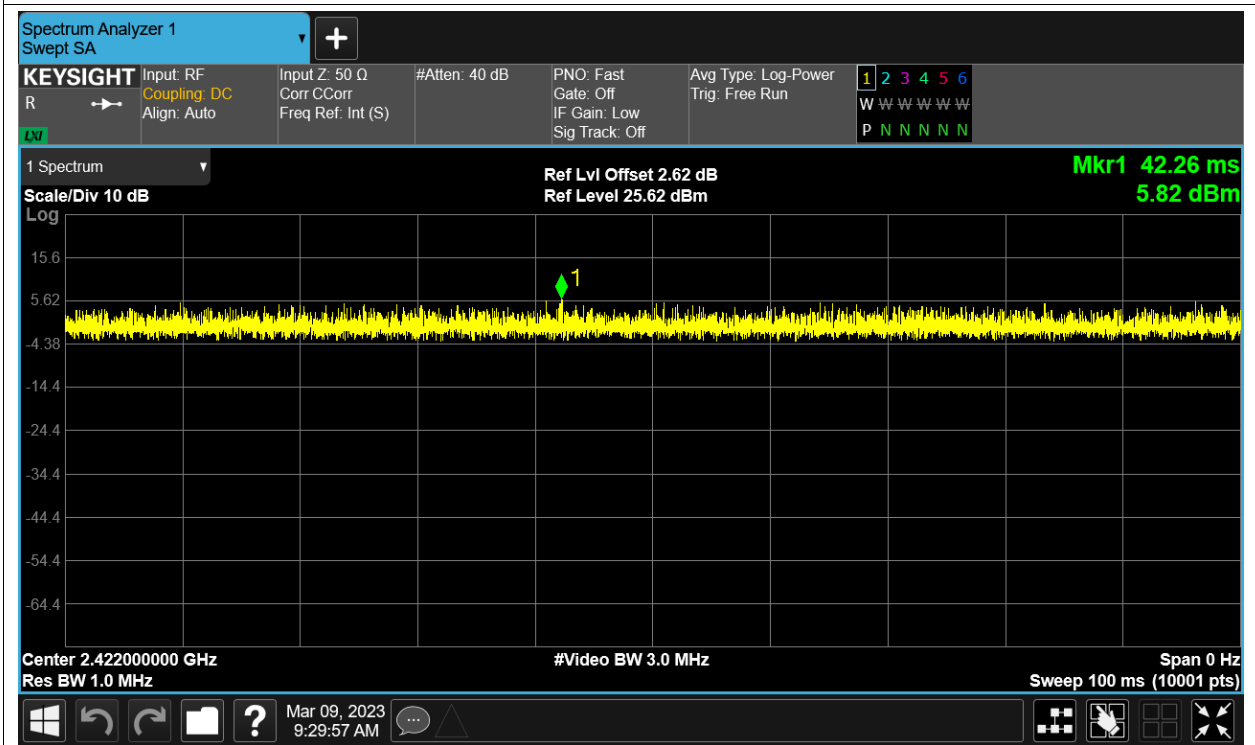 Spectrum Analyzer 1
Swept SA
KEYSIGHT
R
LXI
Input: RF
Coupling: DC
Align: Auto
Input Z: 50 Ω
Corr CCorr
Freq Ref: Int (S)
#Atten: 40 dB
PNO: Fast
Gate: Off
IF Gain: Low
Sig Track: Off
Avg Type: Log-Power
Trig: Free Run
1 2 3 4 5 6
W W W W W W
P N N N N N
1 Spectrum
Scale/Div 10 dB
Ref Lvl Offset 2.62 dB
Ref Level 25.62 dBm
Mkr1 42.26 ms
5.82 dBm
Log
15.6
5.62
-4.38
-14.4
-24.4
-34.4
-44.4
-54.4
-64.4
1
Center 2.422000000 GHz
Res BW 1.0 MHz
#Video BW 3.0 MHz
Span 0 Hz
Sweep 100 ms (10001 pts)
?
Mar 09, 2023
9:29:57 AM